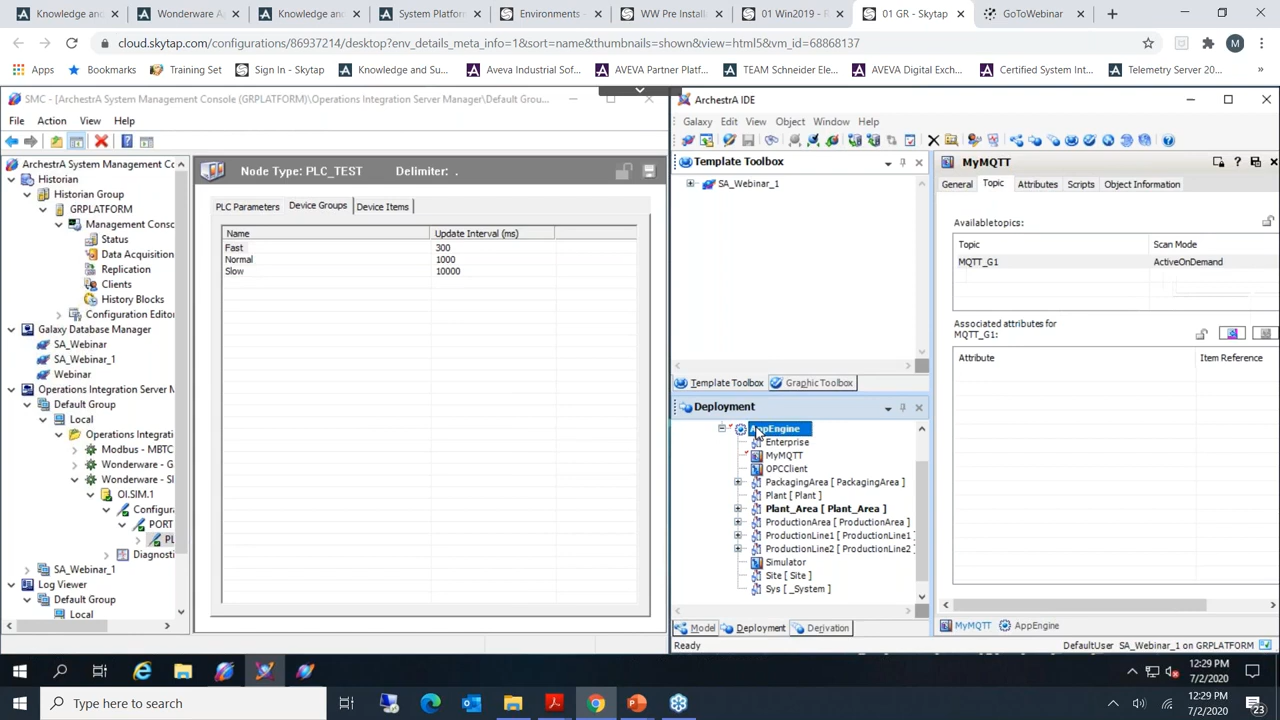 Knowledge and
Wonderware A
Knowledge and
System Platfor
Environments
WW Pre Install
01 Win2019 - R
01 GR - Skytap
GoToWebinar
cloud.skytap.com/configurations/86937214/desktop?env_details_meta_info=1&sort=name&thumbnails=shown&view=html5&vm_id=68868137
M
Apps
Bookmarks
Training Set
Sign In - Skytap
Knowledge and Su...
Aveva Industrial Sof...
AVEVA Partner Platf...
TEAM Schneider Ele...
AVEVA Digital Exch...
Certified System Int...
Telemetry Server 20...
SMC - [ArchestrA System Management Console (GRPLATFORM)\Operations Integration Server Manager\Default Grou...
File Action View Help
ArchestrA System Management Co
Historian
Historian Group
GRPLATFORM
Management Consc
Status
Data Acquisition
Replication
Clients
History Blocks
Configuration Edito
Galaxy Database Manager
SA_Webinar
SA_Webinar_1
Webinar
Operations Integration Server M
Default Group
Local
Operations Integrati
Modbus - MBTC
Wonderware - G
Wonderware - SI
OI.SIM.1
Configura
PORT
PL
Diagnosti
SA_Webinar_1
Log Viewer
Default Group
Local
Node Type: PLC_TEST Delimiter: .
PLC Parameters Device Groups Device Items
Name Update Interval (ms)
Fast 300
Normal 1000
Slow 10000
ArchestrA IDE
Galaxy Edit View Object Window Help
Template Toolbox
SA_Webinar_1
Template Toolbox Graphic Toolbox
Deployment
AppEngine
Enterprise
MyMQTT
OPCClient
PackagingArea [ PackagingArea ]
Plant [ Plant ]
Plant_Area [ Plant_Area ]
ProductionArea [ ProductionArea ]
ProductionLine1 [ ProductionLine1 ]
ProductionLine2 [ ProductionLine2 ]
Simulator
Site [ Site ]
Sys [ _System ]
Model Deployment Derivation
Ready
MyMQTT
General Topic Attributes Scripts Object Information
Available topics:
Topic Scan Mode
MQTT_G1 ActiveOnDemand
Associated attributes for
MQTT_G1:
Attribute Item Reference
MyMQTT AppEngine
DefaultUser SA_Webinar_1 on GRPLATFORM
12:29 PM
7/2/2020
Type here to search
12:29 PM
7/2/2020
23